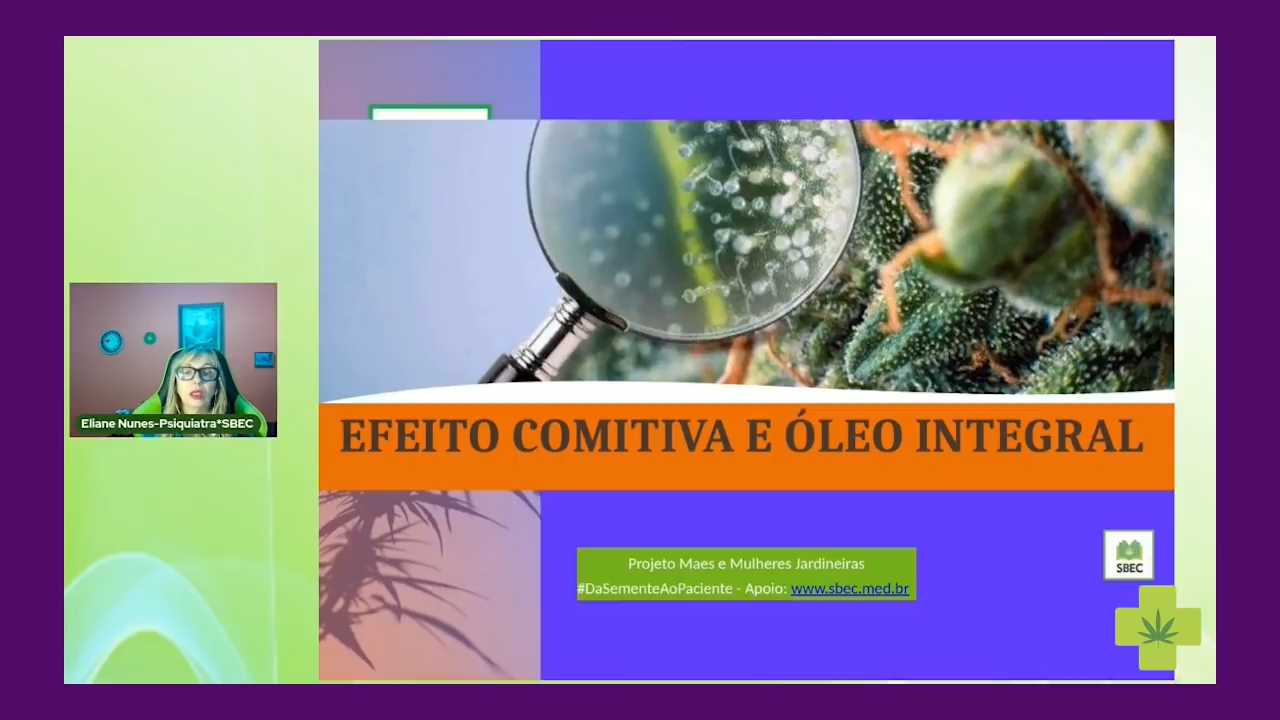 Eliane Nunes-Psiquiatra*SBEC
EFEITO COMITIVA E ÓLEO INTEGRAL
Projeto Maes e Mulheres Jardineiras
#DaSementeAoPaciente - Apoio: www.sbec.med.br
SBEC